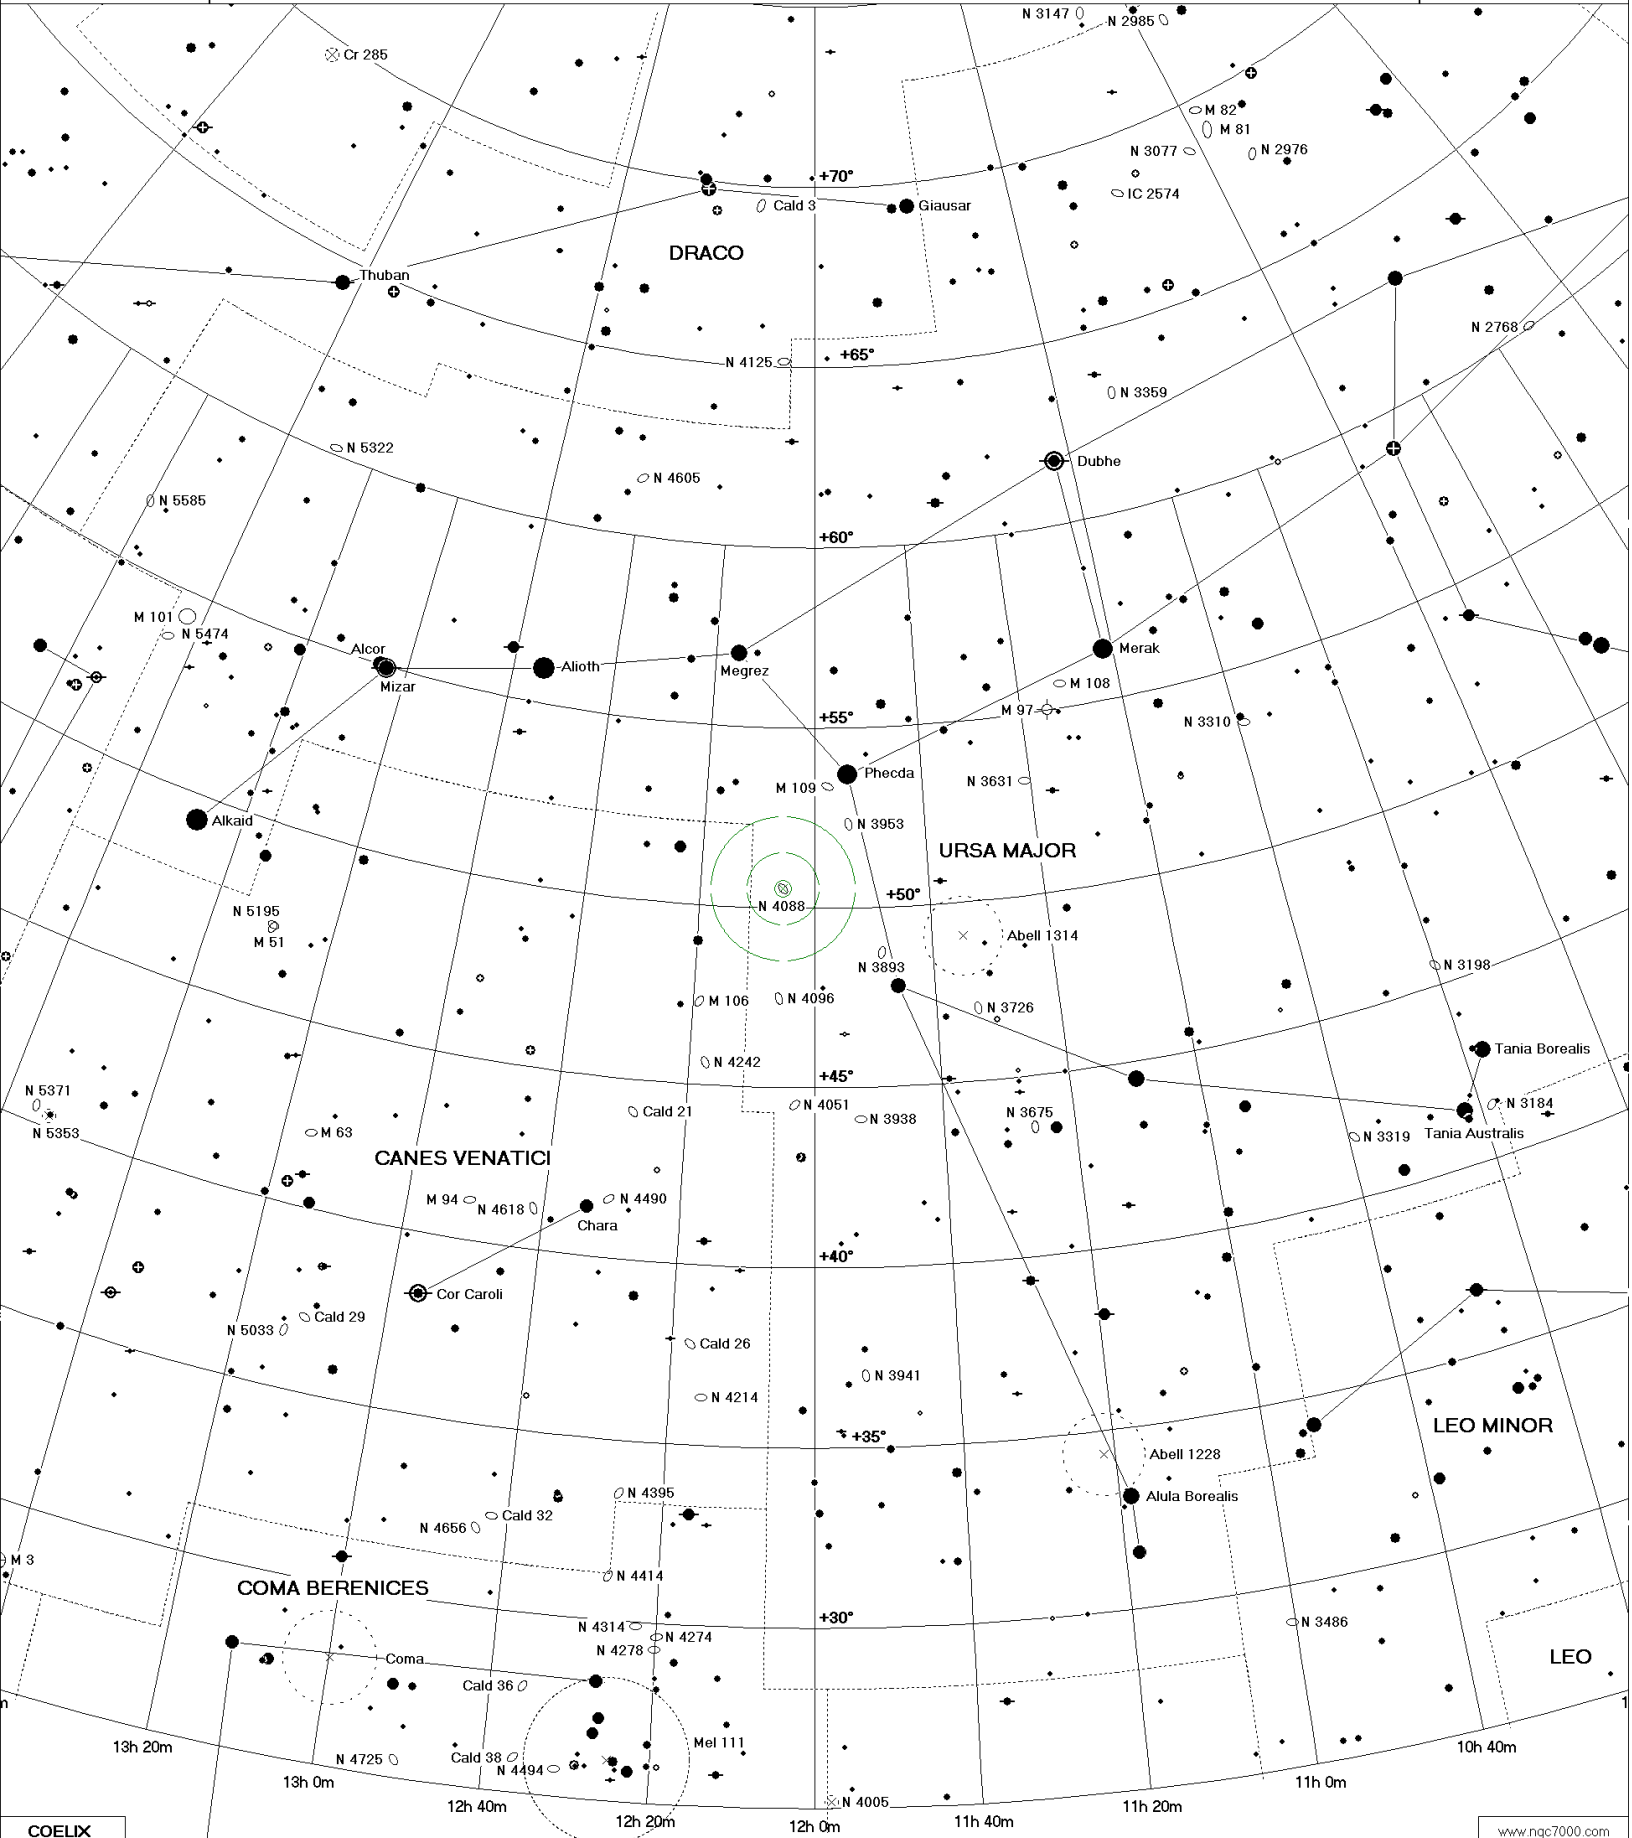 N 3147
N 2985
Cr 285
M 82
M 81
N 3077
N 2976
+70°
IC 2574
Cald 3
Giausar
DRACO
Thuban
N 2768
N 4125
+65°
N 3359
N 5322
Dubhe
N 4605
N 5585
+60°
M 101
N 5474
Alcor
Mizar
Alioth
Megrez
Merak
M 108
M 97
+55°
N 3310
Phecda
M 109
N 3631
Alkaid
N 3953
URSA MAJOR
+50°
N 4088
N 5195
M 51
Abell 1314
N 3893
N 3198
M 106
N 4096
N 3726
Tania Borealis
N 4242
+45°
N 5371
N 5353
Cald 21
N 4051
N 3938
N 3675
N 3184
M 63
N 3319
Tania Australis
CANES VENATICI
M 94
N 4618
N 4490
Chara
+40°
Cor Caroli
Cald 29
N 5033
Cald 26
N 3941
N 4214
+35°
LEO MINOR
Abell 1228
N 4395
Alula Borealis
Cald 32
N 4656
M 3
N 4414
COMA BERENICES
+30°
N 4314
N 4274
N 4278
N 3486
Coma
LEO
Cald 36
Mel 111
13h 20m
N 4725
Cald 38
N 4494
10h 40m
13h 0m
11h 0m
12h 40m
N 4005
11h 20m
12h 20m
12h 0m
11h 40m
COELIX
www.ngc7000.com